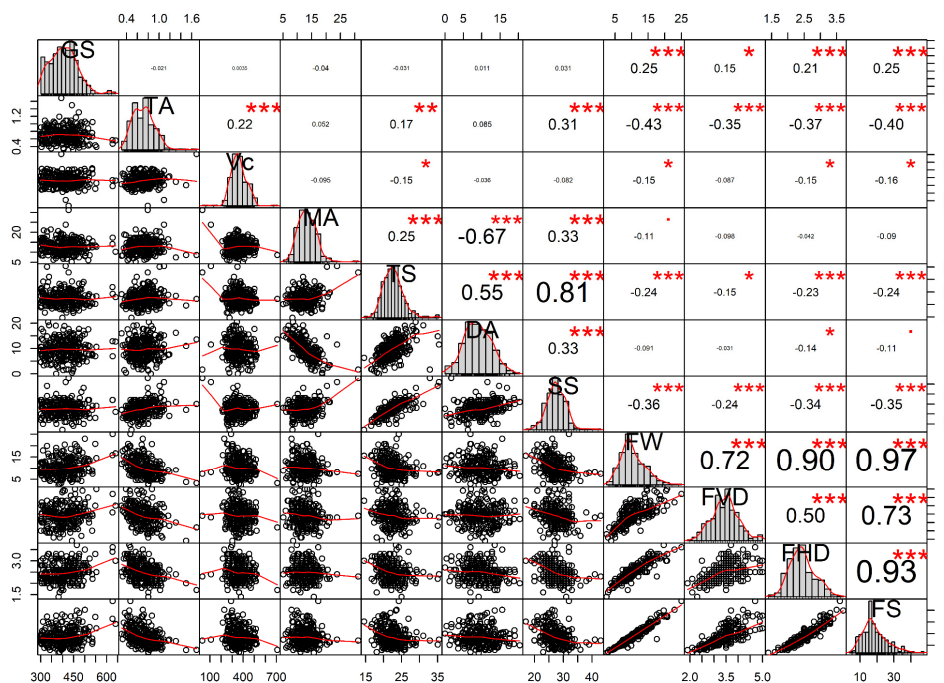 0.4 1.0 1.6 5 15 25 0 5 15 5 15 25 1.5 2.5 3.5
GS -0.021 0.0035 -0.04 -0.031 0.011 0.031 0.25 *** 0.15 * 0.21 *** 0.25 ***
0.4 1.2 TA 0.22 *** 0.052 0.17 ** 0.085 0.31 *** -0.43 *** -0.35 *** -0.37 *** -0.40 ***
Vc -0.095 -0.15 * -0.036 -0.082 -0.15 * -0.087 -0.15 * -0.16 *
5 20 MA 0.25 *** -0.67 *** 0.33 *** -0.11 . -0.098 -0.042 -0.09
TS 0.55 *** 0.81 *** -0.24 *** -0.15 * -0.23 *** -0.24 ***
0 10 20 DA 0.33 *** -0.091 -0.031 -0.14 * -0.11 .
SS -0.36 *** -0.24 *** -0.34 *** -0.35 ***
5 15 FW 0.72 *** 0.90 *** 0.97 ***
FVD 0.50 *** 0.73 ***
1.5 3.0 FHD 0.93 ***
FS
300 450 600 100 400 700 15 25 35 20 30 40 2.0 3.5 5.0 10 30